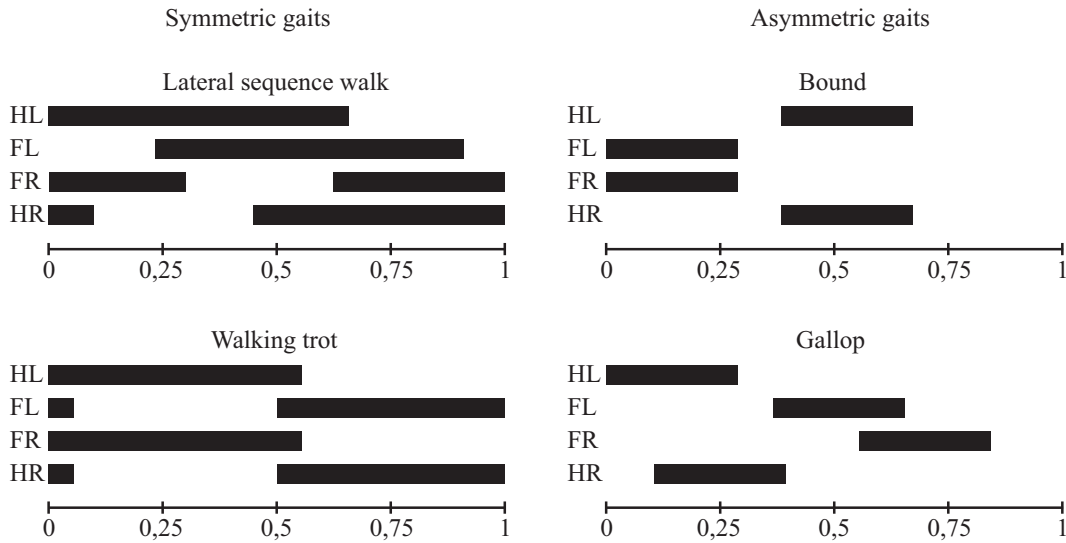 Symmetric gaits
Asymmetric gaits
Lateral sequence walk
HL
FL
FR
HR
0 0,25 0,5 0,75 1
Bound
HL
FL
FR
HR
0 0,25 0,5 0,75 1
Walking trot
HL
FL
FR
HR
0 0,25 0,5 0,75 1
Gallop
HL
FL
FR
HR
0 0,25 0,5 0,75 1